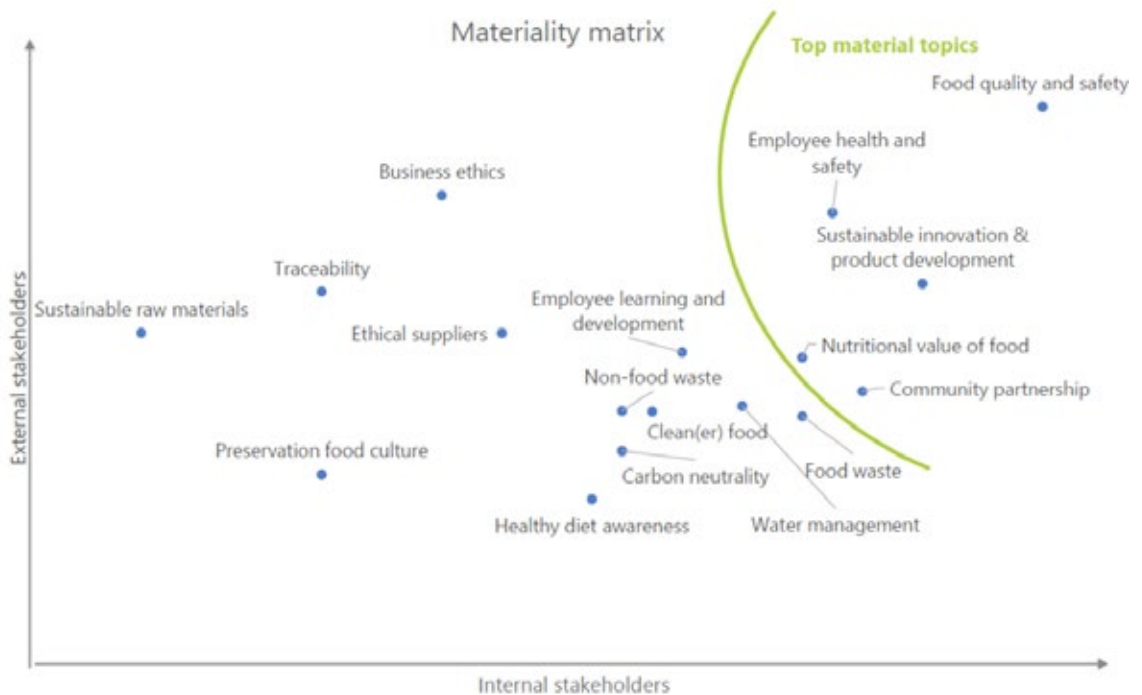 Materiality matrix
Top material topics
Food quality and safety
Employee health and
safety
Business ethics
Sustainable innovation &
product development
Traceability
Sustainable raw materials
Employee learning and
development
Ethical suppliers
Nutritional value of food
Non-food waste
Community partnership
Clean(er) food
Preservation food culture
Carbon neutrality
Food waste
Healthy diet awareness
Water management
External stakeholders
Internal stakeholders